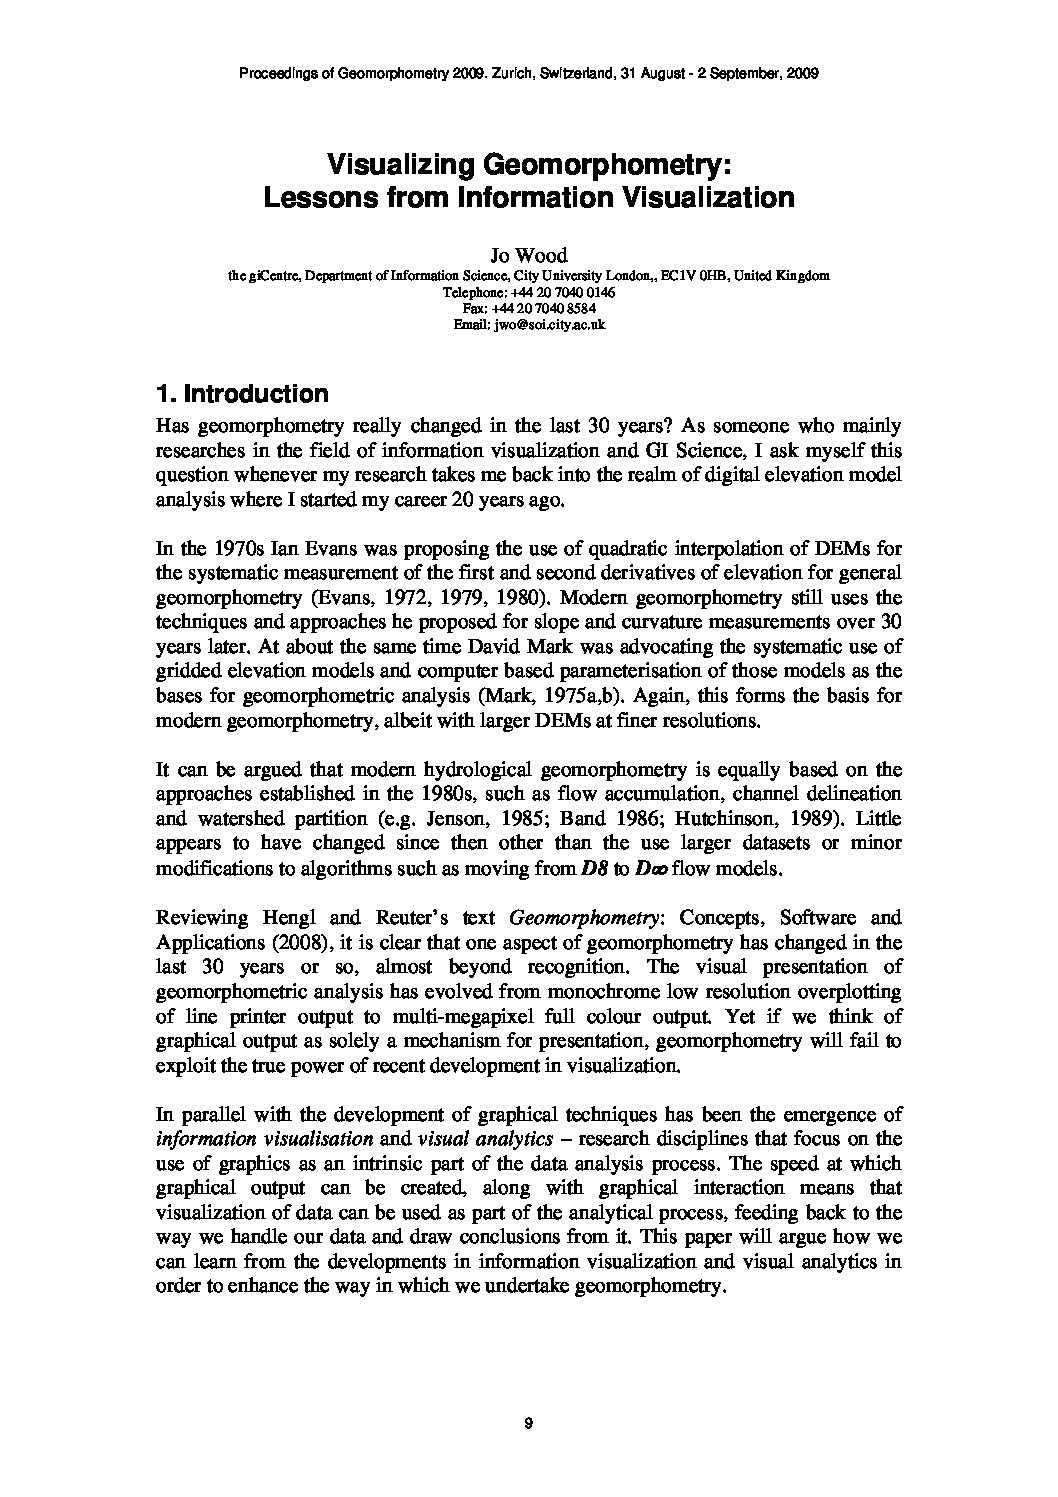 Proceedings of Geomorphometry 2009. Zurich, Switzerland, 31 August - 2 September, 2009
Visualizing Geomorphometry:
Lessons from Information Visualization
Jo Wood
the giCentre, Department of Information Science, City University London,, EC1V 0HB, United Kingdom
Telephone: +44 20 7040 0146
Fax: +44 20 7040 8584
Email: jwo@soi.city.ac.uk
1. Introduction
Has geomorphometry really changed in the last 30 years? As someone who mainly
researches in the field of information visualization and GI Science, I ask myself this
question whenever my research takes me back into the realm of digital elevation model
analysis where I started my career 20 years ago.
In the 1970s Ian Evans was proposing the use of quadratic interpolation of DEMs for
the systematic measurement of the first and second derivatives of elevation for general
geomorphometry (Evans, 1972, 1979, 1980). Modern geomorphometry still uses the
techniques and approaches he proposed for slope and curvature measurements over 30
years later. At about the same time David Mark was advocating the systematic use of
gridded elevation models and computer based parameterisation of those models as the
bases for geomorphometric analysis (Mark, 1975a,b). Again, this forms the basis for
modern geomorphometry, albeit with larger DEMs at finer resolutions.
It can be argued that modern hydrological geomorphometry is equally based on the
approaches established in the 1980s, such as flow accumulation, channel delineation
and watershed partition (e.g. Jenson, 1985; Band 1986; Hutchinson, 1989). Little
appears to have changed since then other than the use larger datasets or minor
modifications to algorithms such as moving from D8 to D∞ flow models.
Reviewing Hengl and Reuter's text Geomorphometry: Concepts, Software and
Applications (2008), it is clear that one aspect of geomorphometry has changed in the
last 30 years or so, almost beyond recognition. The visual presentation of
geomorphometric analysis has evolved from monochrome low resolution overplotting
of line printer output to multi-megapixel full colour output. Yet if we think of
graphical output as solely a mechanism for presentation, geomorphometry will fail to
exploit the true power of recent development in visualization.
In parallel with the development of graphical techniques has been the emergence of
information visualisation and visual analytics – research disciplines that focus on the
use of graphics as an intrinsic part of the data analysis process. The speed at which
graphical output can be created, along with graphical interaction means that
visualization of data can be used as part of the analytical process, feeding back to the
way we handle our data and draw conclusions from it. This paper will argue how we
can learn from the developments in information visualization and visual analytics in
order to enhance the way in which we undertake geomorphometry.
9